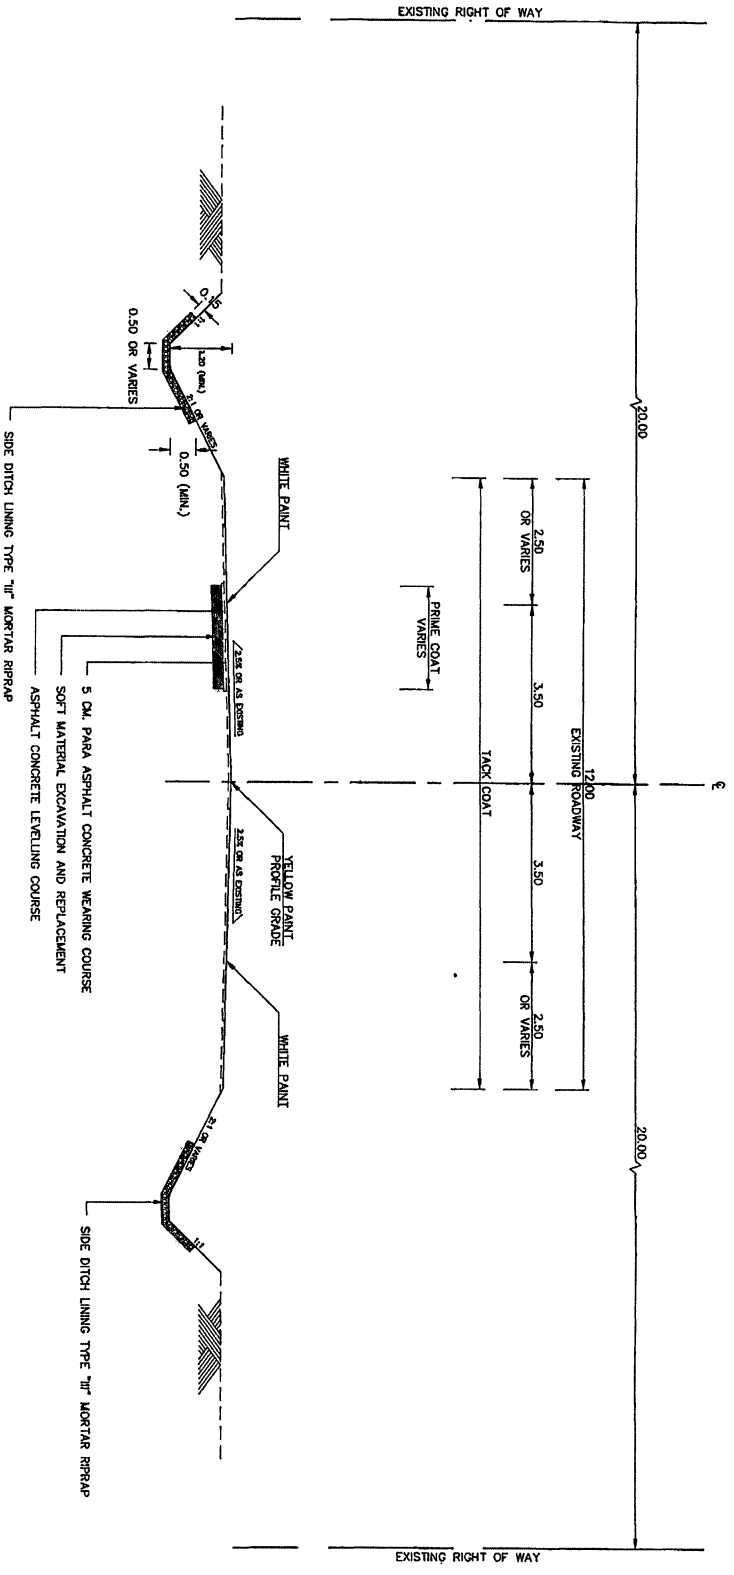 EXISTING RIGHT OF WAY
EXISTING RIGHT OF WAY
℄
20.00
20.00
12.00
EXISTING ROADWAY
2.50
OR VARIES
3.50
3.50
2.50
OR VARIES
TACK COAT
PRIME COAT
VARIES
WHITE PAINT
YELLOW PAINT
PROFILE GRADE
WHITE PAINT
2.5% OR AS EXISTING
2.5% OR AS EXISTING
0.15
1:1
1.20 (MIN.)
2:1 OR VARIES
0.50 (MIN.)
0.50 OR VARIES
2:1 OR VARIES
1:1
5 CM. PARA ASPHALT CONCRETE WEARING COURSE
SOFT MATERIAL EXCAVATION AND REPLACEMENT
ASPHALT CONCRETE LEVELLING COURSE
SIDE DITCH LINING TYPE "III" MORTAR RIPRAP
SIDE DITCH LINING TYPE "III" MORTAR RIPRAP